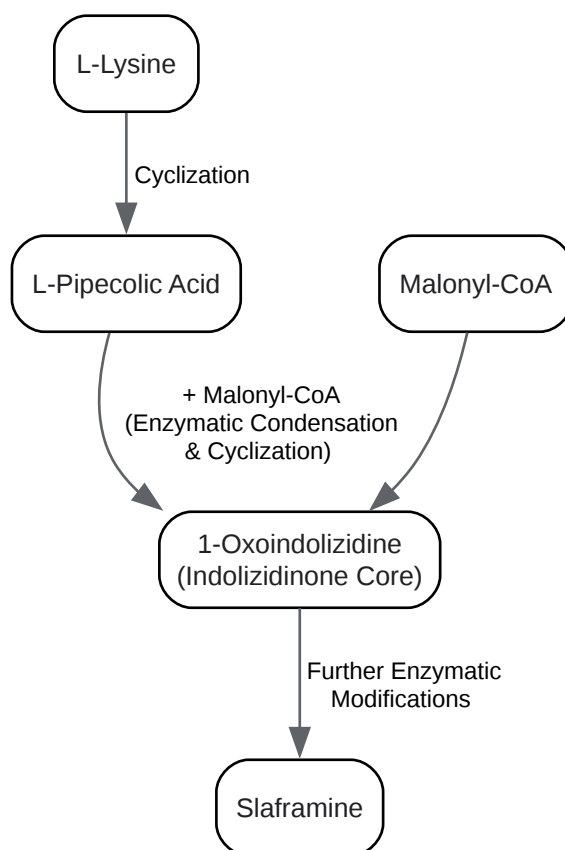 L-Lysine
Cyclization
L-Pipecolic Acid
Malonyl-CoA
+ Malonyl-CoA
(Enzymatic Condensation
& Cyclization)
1-Oxoindolizidine
(Indolizidinone Core)
Further Enzymatic
Modifications
Slaframine